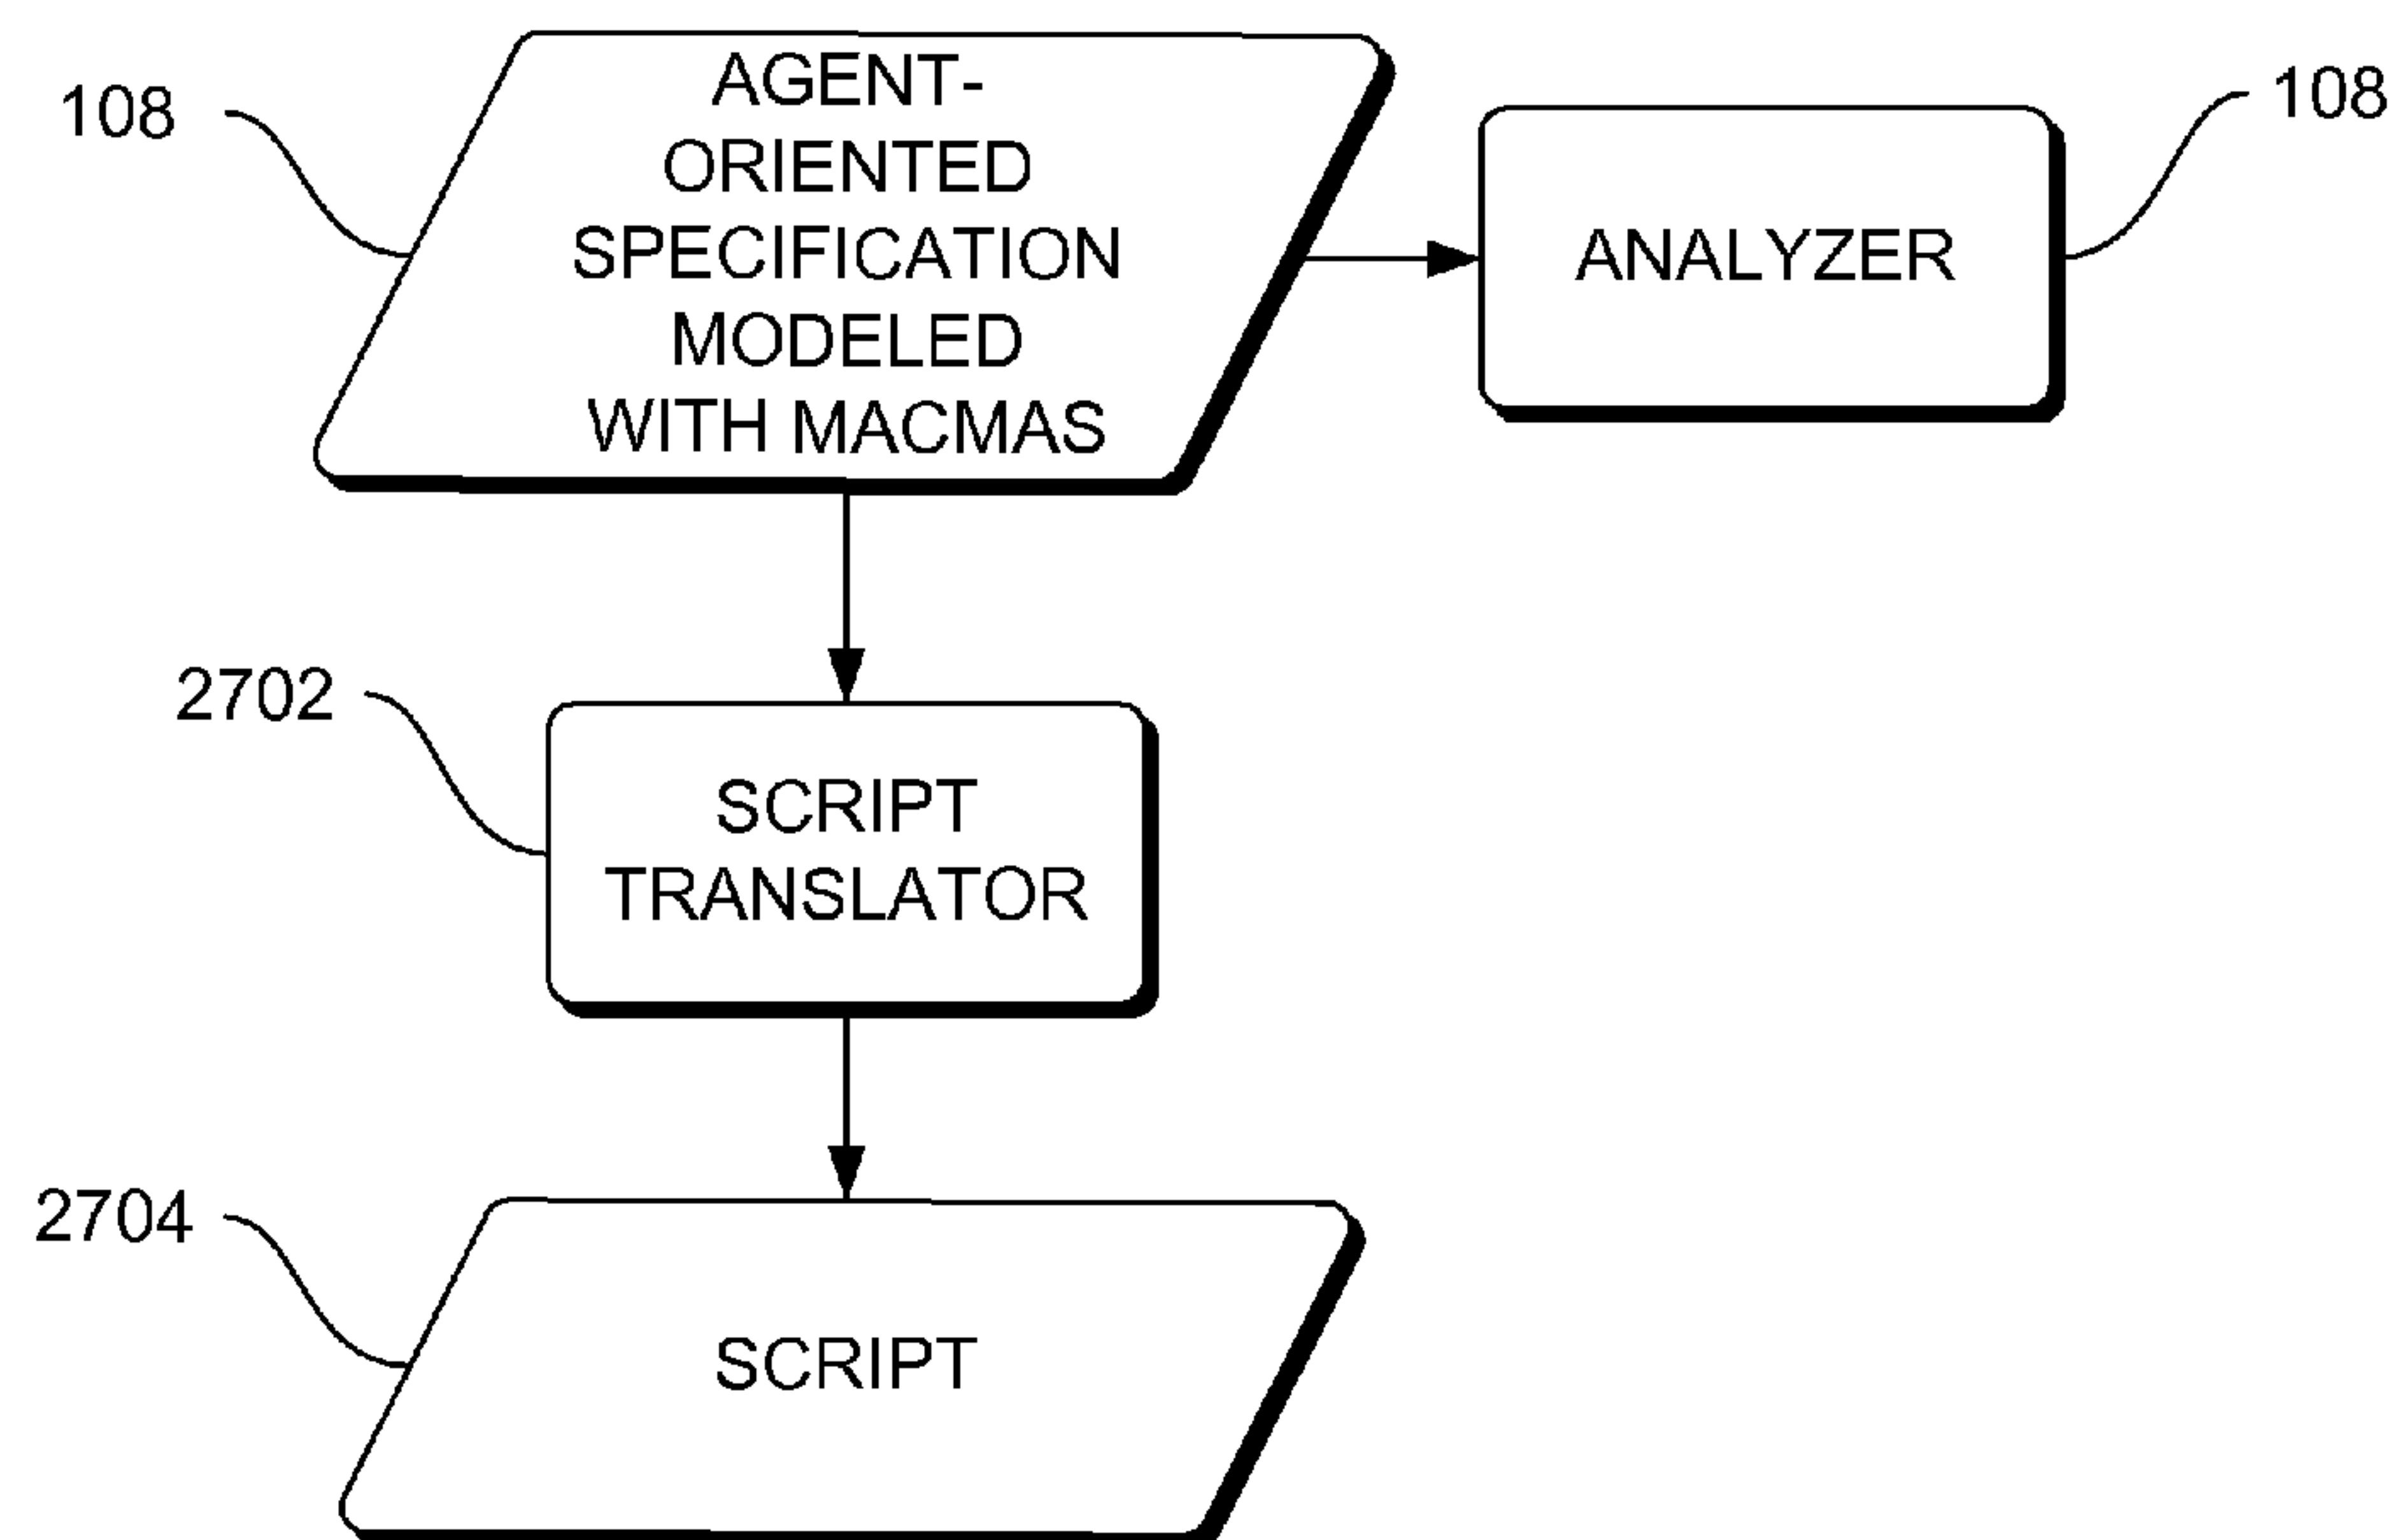 108
AGENT-
ORIENTED
SPECIFICATION
MODELED
WITH MACMAS
ANALYZER
108
2702
SCRIPT
TRANSLATOR
2704
SCRIPT